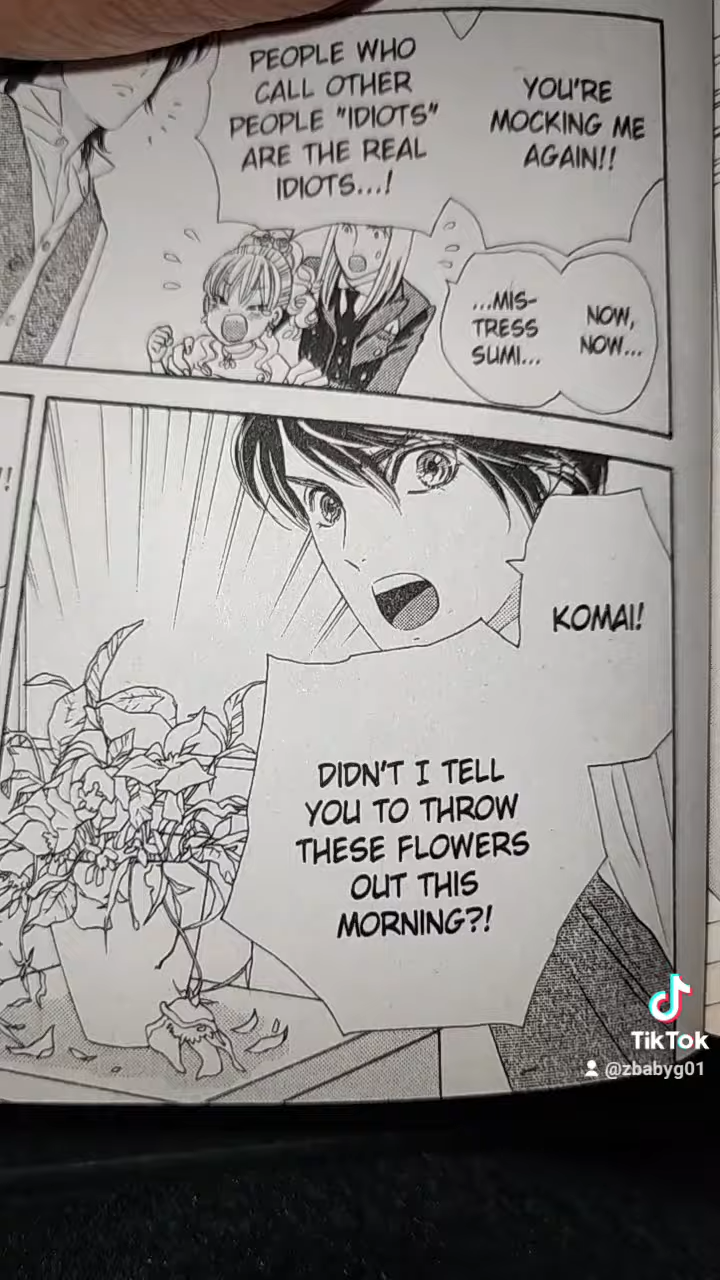 YOU'RE
MOCKING ME
AGAIN!!
PEOPLE WHO
CALL OTHER
PEOPLE "IDIOTS"
ARE THE REAL
IDIOTS...!
NOW,
NOW...
...MIS-
TRESS
SUMI...
KOMAI!
DIDN'T I TELL
YOU TO THROW
THESE FLOWERS
OUT THIS
MORNING?!
!
TikTok
@zbabyg01